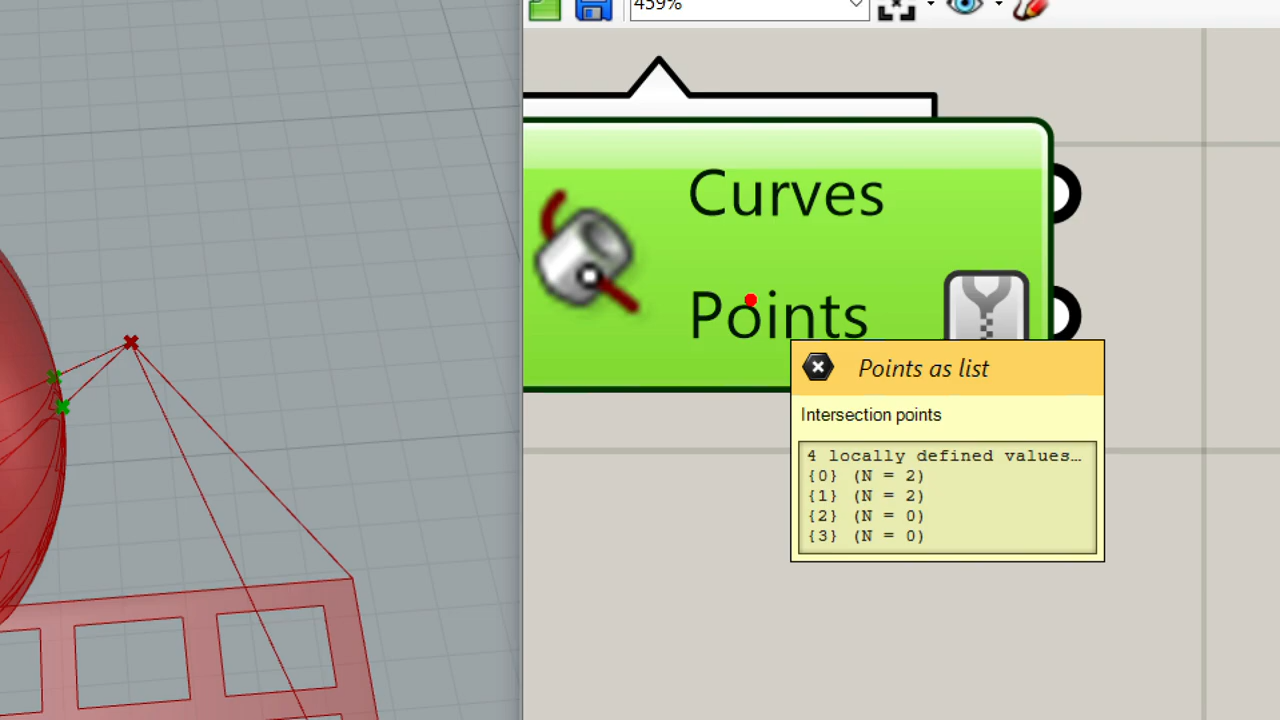 459%
Curves
Points
Points as list
Intersection points
4 locally defined values…
{0} (N = 2)
{1} (N = 2)
{2} (N = 0)
{3} (N = 0)